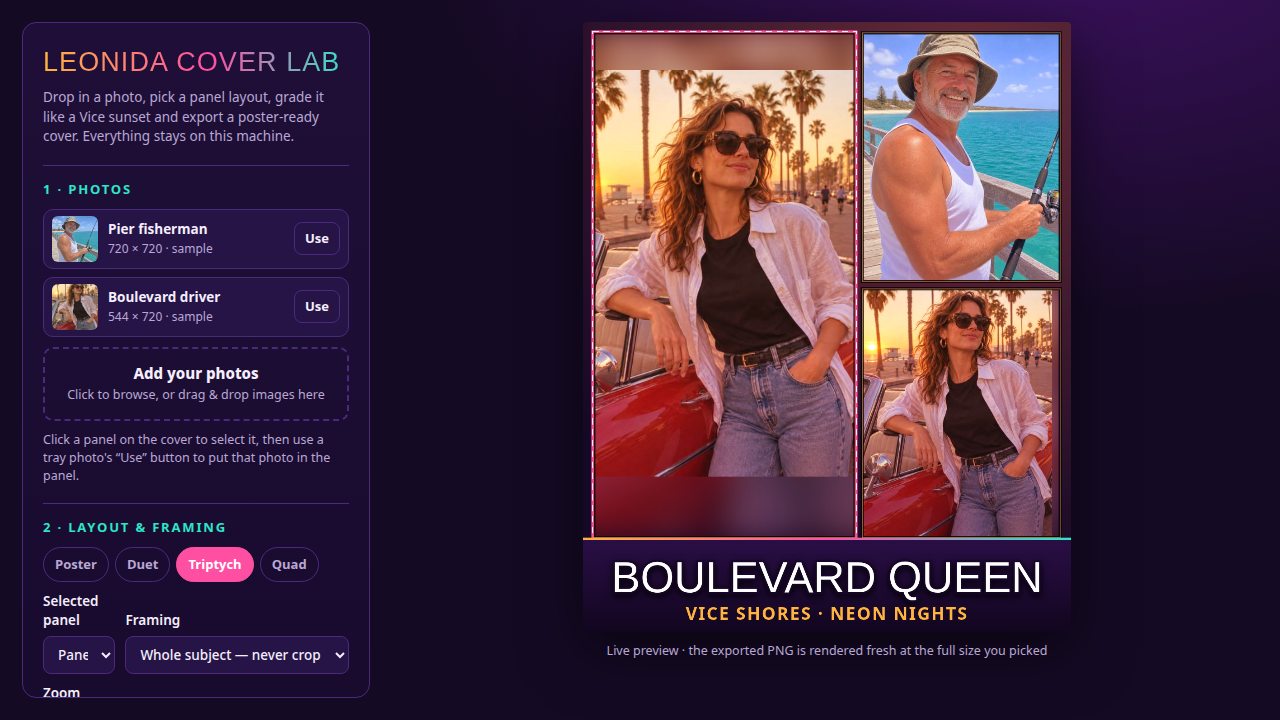 LEONIDA COVER LAB
Drop in a photo, pick a panel layout, grade it
like a Vice sunset and export a poster-ready
cover. Everything stays on this machine.
1 · PHOTOS
Pier fisherman
720 × 720 · sample
Use
Boulevard driver
544 × 720 · sample
Use
Add your photos
Click to browse, or drag & drop images here
Click a panel on the cover to select it, then use a
tray photo's “Use” button to put that photo in the
panel.
2 · LAYOUT & FRAMING
Poster
Duet
Triptych
Quad
Selected
panel
Framing
Pane
Whole subject — never crop
Zoom
BOULEVARD QUEEN
VICE SHORES · NEON NIGHTS
Live preview · the exported PNG is rendered fresh at the full size you picked